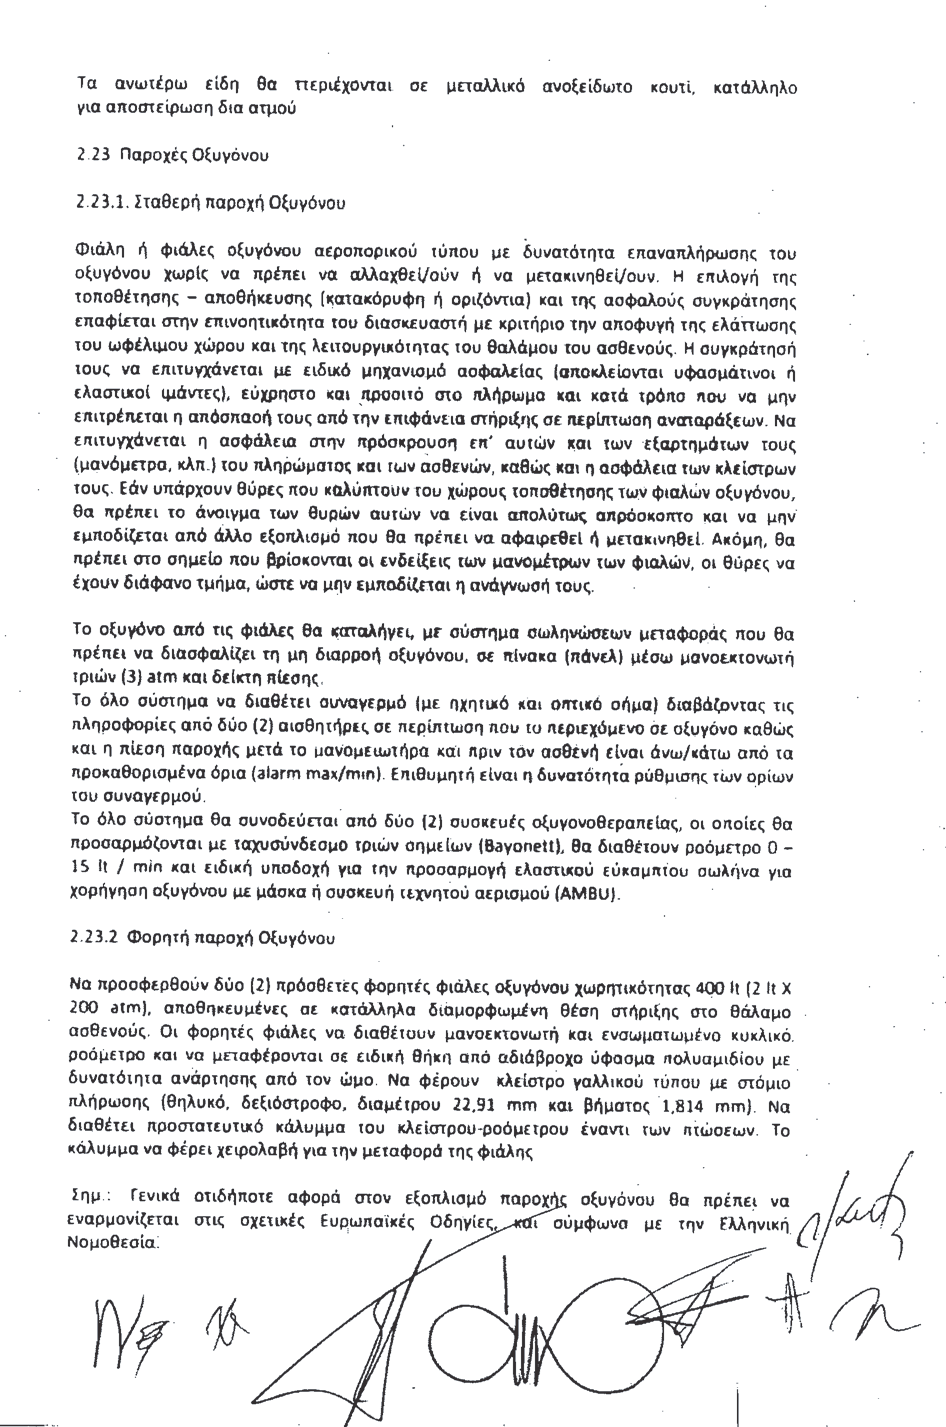 Τα ανωτέρω είδη θα περιέχονται σε μεταλλικό ανοξείδωτο κουτί, κατάλληλο
για αποστείρωση δια ατμού
2.23 Παροχές Οξυγόνου
2.23.1. Σταθερή παροχή Οξυγόνου
Φιάλη ή φιάλες οξυγόνου αεροπορικού τύπου με δυνατότητα επαναπλήρωσης του
οξυγόνου χωρίς να πρέπει να αλλαχθεί/ούν ή να μετακινηθεί/ουν. Η επιλογή της
τοποθέτησης – αποθήκευσης (κατακόρυφη ή οριζόντια) και της ασφαλούς συγκράτησης
επαφίεται στην επινοητικότητα του διασκευαστή με κριτήριο την αποφυγή της ελάττωσης
του ωφέλιμου χώρου και της λειτουργικότητας του θαλάμου του ασθενούς. Η συγκράτησή
τους να επιτυγχάνεται με ειδικό μηχανισμό ασφαλείας (αποκλείονται υφασμάτινοι ή
ελαστικοί ιμάντες), εύχρηστο και προσιτό στο πλήρωμα και κατά τρόπο που να μην
επιτρέπεται η απόσπασή τους από την επιφάνεια στήριξης σε περίπτωση αναταράξεων. Να
επιτυγχάνεται η ασφάλεια στην πρόσκρουση επ’ αυτών και των εξαρτημάτων τους
(μανόμετρα, κλπ.) του πληρώματος και των ασθενών, καθώς και η ασφάλεια των κλείστρων
τους. Εάν υπάρχουν θύρες που καλύπτουν του χώρους τοποθέτησης των φιαλών οξυγόνου,
θα πρέπει το άνοιγμα των θυρών αυτών να είναι απολύτως απρόσκοπτο και να μην
εμποδίζεται από άλλο εξοπλισμό που θα πρέπει να αφαιρεθεί ή μετακινηθεί. Ακόμη, θα
πρέπει στο σημείο που βρίσκονται οι ενδείξεις των μανομέτρων των φιαλών, οι θύρες να
έχουν διάφανο τμήμα, ώστε να μην εμποδίζεται η ανάγνωσή τους.
Το οξυγόνο από τις φιάλες θα καταλήγει, με σύστημα σωληνώσεων μεταφοράς που θα
πρέπει να διασφαλίζει τη μη διαρροή οξυγόνου, σε πίνακα (πάνελ) μέσω μανοεκτονωτή
τριών (3) atm και δείκτη πίεσης.
Το όλο σύστημα να διαθέτει συναγερμό (με ηχητικό και οπτικό σήμα) διαβάζοντας τις
πληροφορίες από δύο (2) αισθητήρες σε περίπτωση που το περιεχόμενο σε οξυγόνο καθώς
και η πίεση παροχής μετά το μανομειωτήρα και πριν τον ασθενή είναι άνω/κάτω από τα
προκαθορισμένα όρια (alarm max/min). Επιθυμητή είναι η δυνατότητα ρύθμισης των ορίων
του συναγερμού.
Το όλο σύστημα θα συνοδεύεται από δύο (2) συσκευές οξυγονοθεραπείας, οι οποίες θα
προσαρμόζονται με ταχυσύνδεσμο τριών σημείων (Bayonett), θα διαθέτουν ροόμετρο 0 –
15 lt / min και ειδική υποδοχή για την προσαρμογή ελαστικού εύκαμπτου σωλήνα για
χορήγηση οξυγόνου με μάσκα ή συσκευή τεχνητού αερισμού (AMBU).
2.23.2 Φορητή παροχή Οξυγόνου
Να προσφερθούν δύο (2) πρόσθετες φορητές φιάλες οξυγόνου χωρητικότητας 400 lt (2 lt X
200 atm), αποθηκευμένες σε κατάλληλα διαμορφωμένη θέση στήριξης στο θάλαμο
ασθενούς. Οι φορητές φιάλες να διαθέτουν μανοεκτονωτή και ενσωματωμένο κυκλικό
ροόμετρο και να μεταφέρονται σε ειδική θήκη από αδιάβροχο ύφασμα πολυαμιδίου με
δυνατότητα ανάρτησης από τον ώμο. Να φέρουν κλείστρο γαλλικού τύπου με στόμιο
πλήρωσης (θηλυκό, δεξιόστροφο, διαμέτρου 22,91 mm και βήματος 1,814 mm). Να
διαθέτει προστατευτικό κάλυμμα του κλείστρου-ροόμετρου έναντι των πτώσεων. Το
κάλυμμα να φέρει χειρολαβή για την μεταφορά της φιάλης
Σημ.: Γενικά οτιδήποτε αφορά στον εξοπλισμό παροχής οξυγόνου θα πρέπει να
εναρμονίζεται στις σχετικές Ευρωπαϊκές Οδηγίες, και σύμφωνα με την Ελληνική
Νομοθεσία.